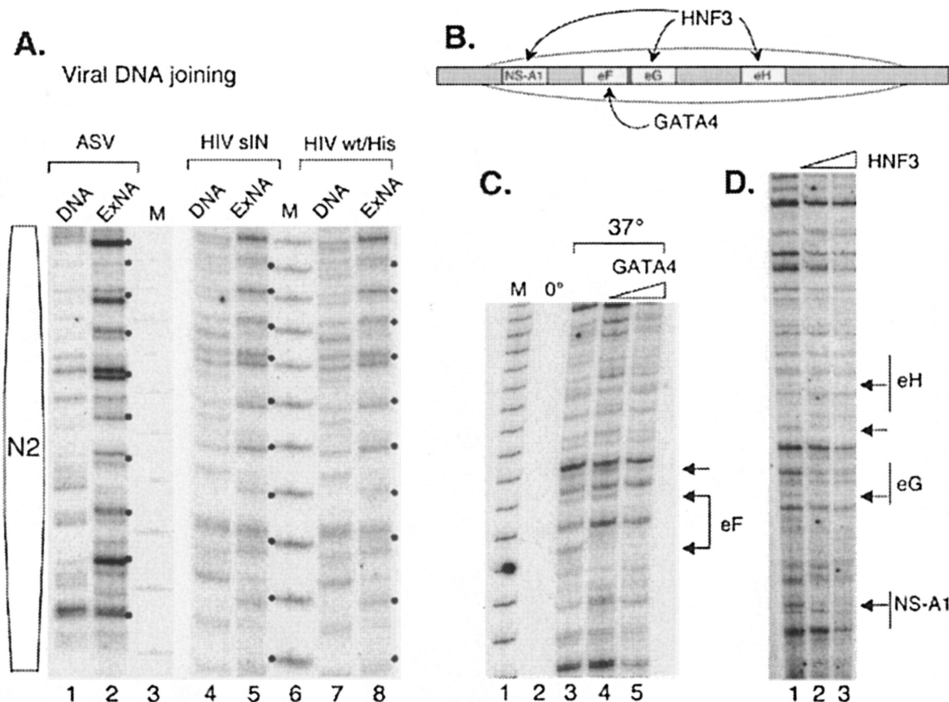 A.
Viral DNA joining
ASV
HIV sIN
HIV wt/His
DNA
ExNA
M
DNA
ExNA
M
DNA
ExNA
N2
1 2 3 4 5 6 7 8
B.
HNF3
NS-A1
eF
eG
eH
GATA4
C.
37°
GATA4
M
0°
eF
1 2 3 4 5
D.
HNF3
eH
eG
NS-A1
1 2 3